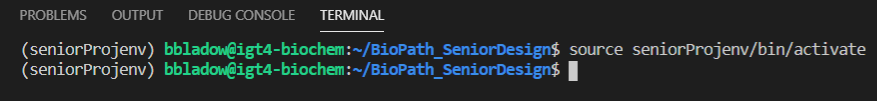 PROBLEMS OUTPUT DEBUG CONSOLE TERMINAL
(seniorProjenv) bbladow@igt4-biochem:~/BioPath_SeniorDesign$ source seniorProjenv/bin/activate
(seniorProjenv) bbladow@igt4-biochem:~/BioPath_SeniorDesign$